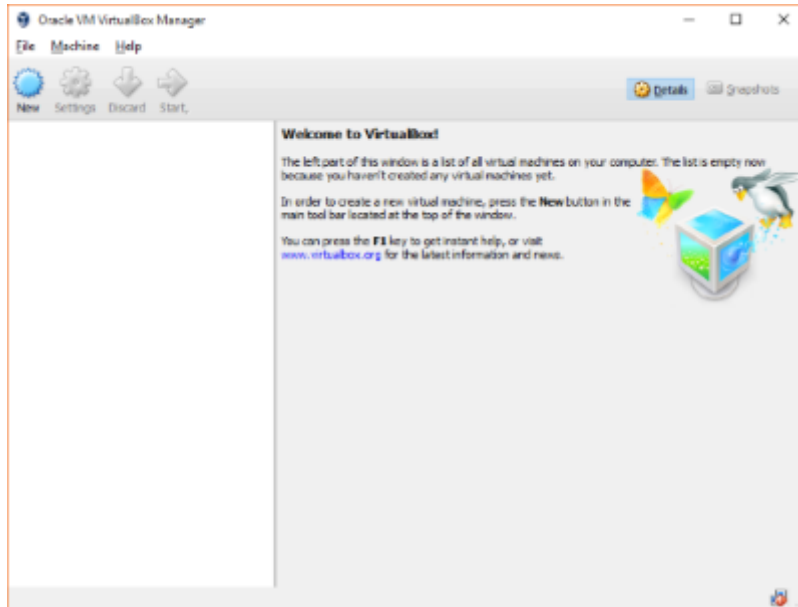 Oracle VM VirtualBox Manager
File Machine Help
New Settings Discard Start
Details Snapshots
Welcome to VirtualBox!
The left part of this window is a list of all virtual machines on your computer. The list is empty now
because you haven't created any virtual machines yet.
In order to create a new virtual machine, press the New button in the
main tool bar located at the top of the window.
You can press the F1 key to get instant help, or visit
www.virtualbox.org for the latest information and news.